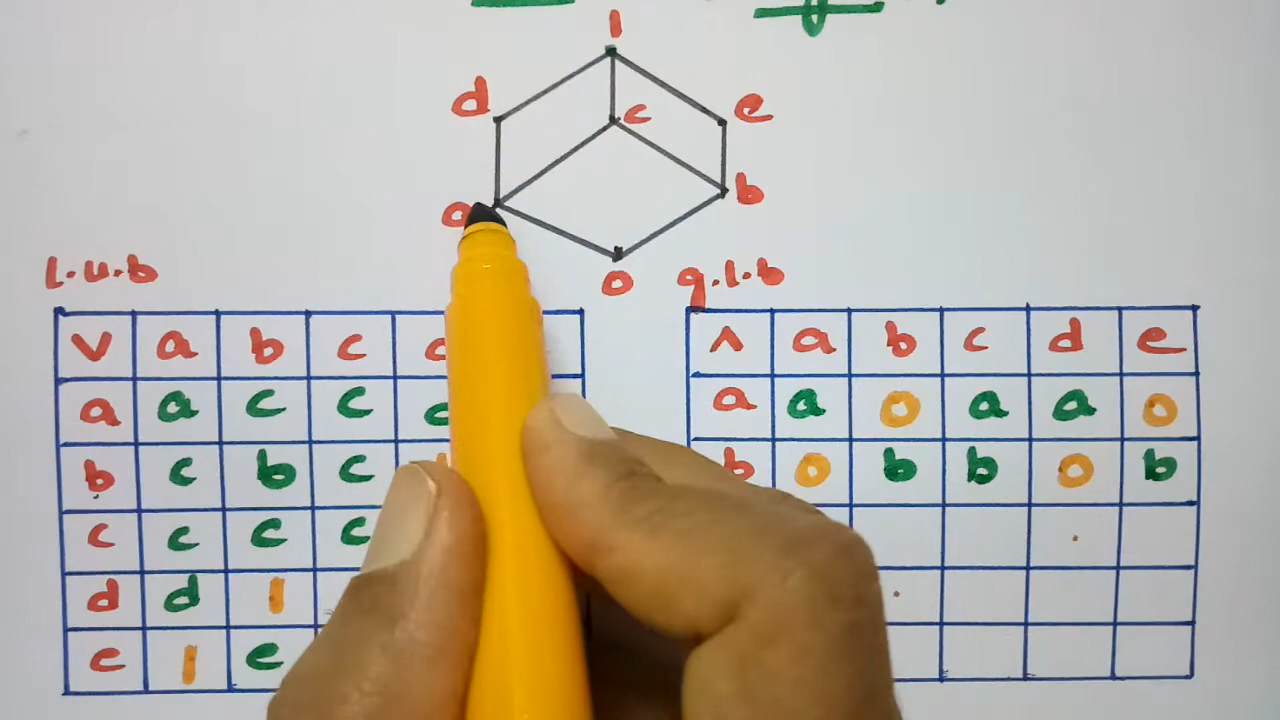 1
d
c
e
b
0
l.u.b
g.l.b
v a b c
a a c c
b c b c
c c c c
d d 1
e 1 e
ʌ a b c d e
a a 0 a a 0
b 0 b b 0 b